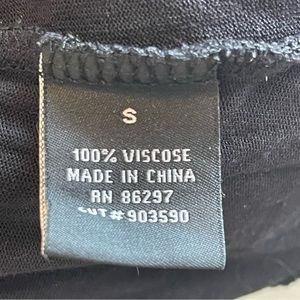 S
100% VISCOSE
MADE IN CHINA
RN 86297
CUT# 903590